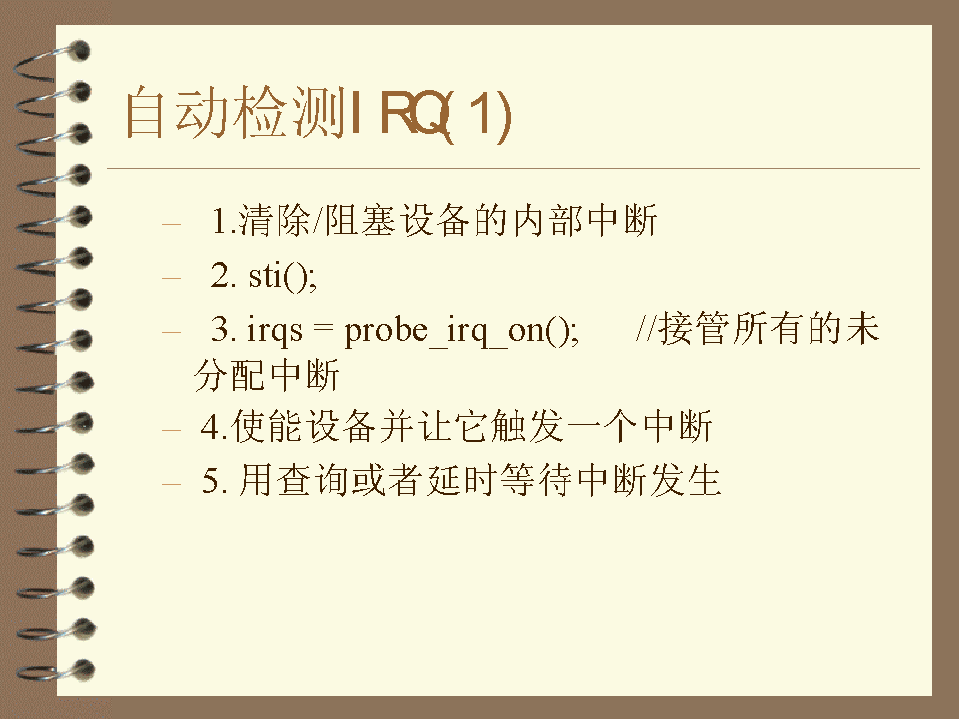 自动检测IRQ(1)
– 1.清除/阻塞设备的内部中断
– 2. sti();
– 3. irqs = probe_irq_on(); //接管所有的未
分配中断
– 4.使能设备并让它触发一个中断
– 5. 用查询或者延时等待中断发生